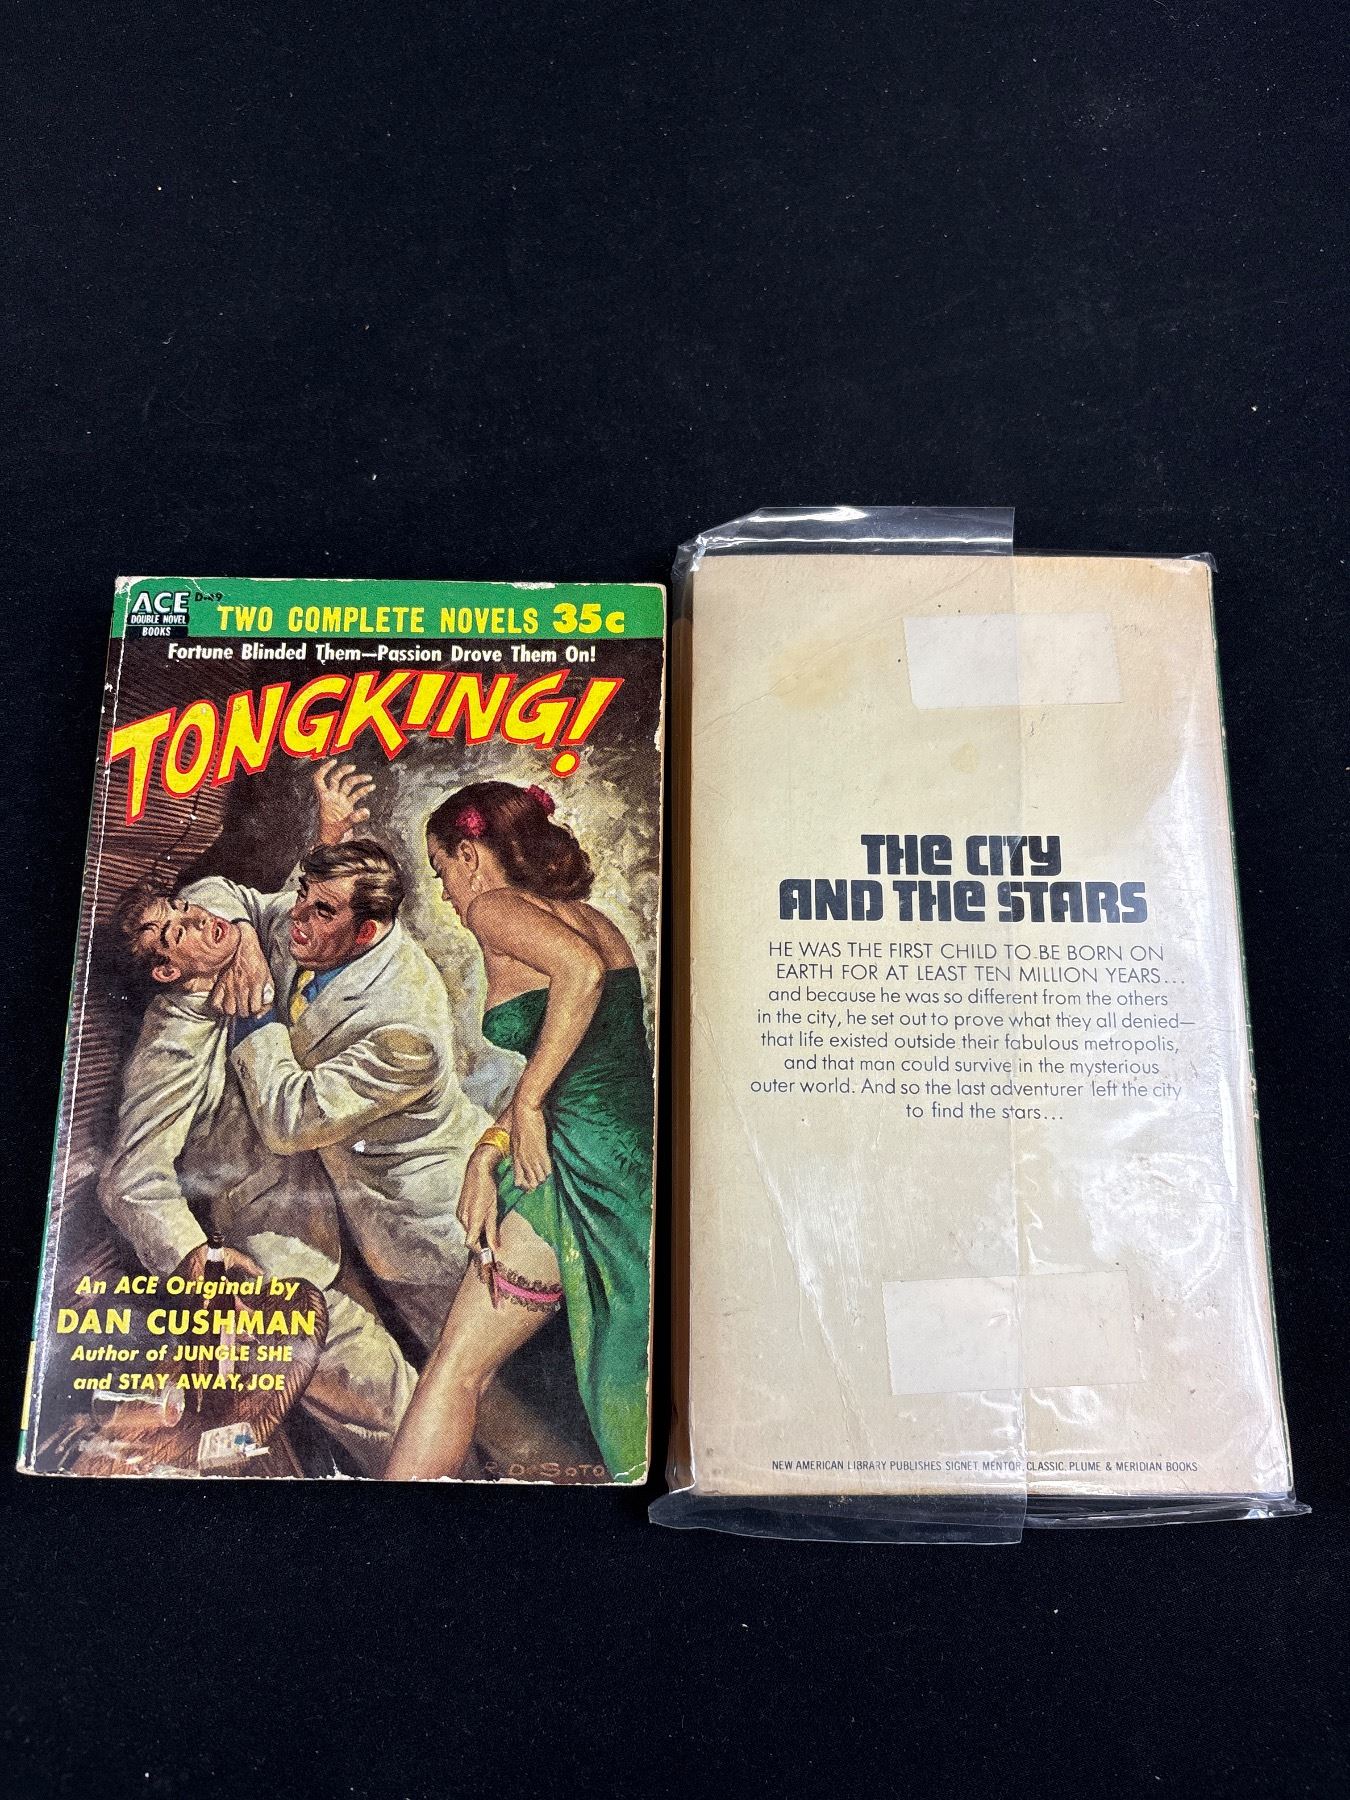 ACE
DOUBLE NOVEL
BOOKS
TWO COMPLETE NOVELS 35c
Fortune Blinded Them—Passion Drove Them On!
TONGKING!
An ACE Original by
DAN CUSHMAN
Author of JUNGLE SHE
and STAY AWAY, JOE
THE CITY
AND THE STARS
HE WAS THE FIRST CHILD TO BE BORN ON
EARTH FOR AT LEAST TEN MILLION YEARS...
and because he was so different from the others
in the city, he set out to prove what they all denied—
that life existed outside their fabulous metropolis,
and that man could survive in the mysterious
outer world. And so the last adventurer left the city
to find the stars...
NEW AMERICAN LIBRARY PUBLISHES SIGNET, MENTOR, CLASSIC, PLUME & MERIDIAN BOOKS